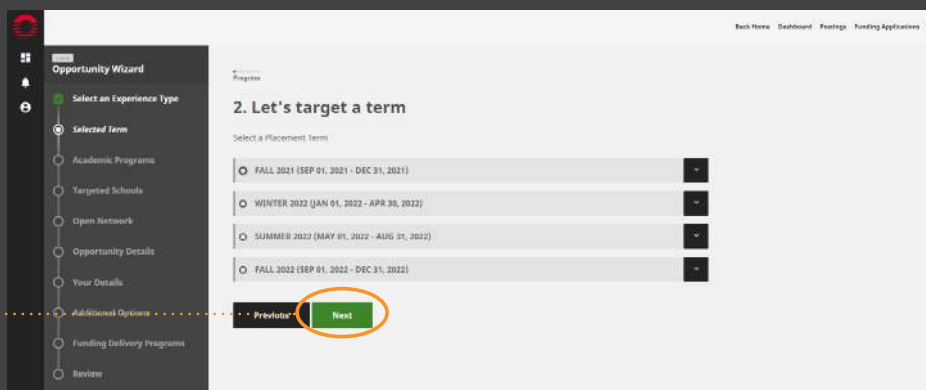 Back Home Dashboard Postings Funding Applications
Opportunity Wizard
Select an Experience Type
Selected Term
Academic Programs
Targeted Schools
Open Network
Opportunity Details
Your Details
Additional Options
Funding Delivery Programs
Review
Progress
2. Let's target a term
Select a Placement Term
FALL 2021 (SEP 01, 2021 - DEC 31, 2021)
WINTER 2022 (JAN 01, 2022 - APR 30, 2022)
SUMMER 2022 (MAY 01, 2022 - AUG 31, 2022)
FALL 2022 (SEP 01, 2022 - DEC 31, 2022)
Previous Next